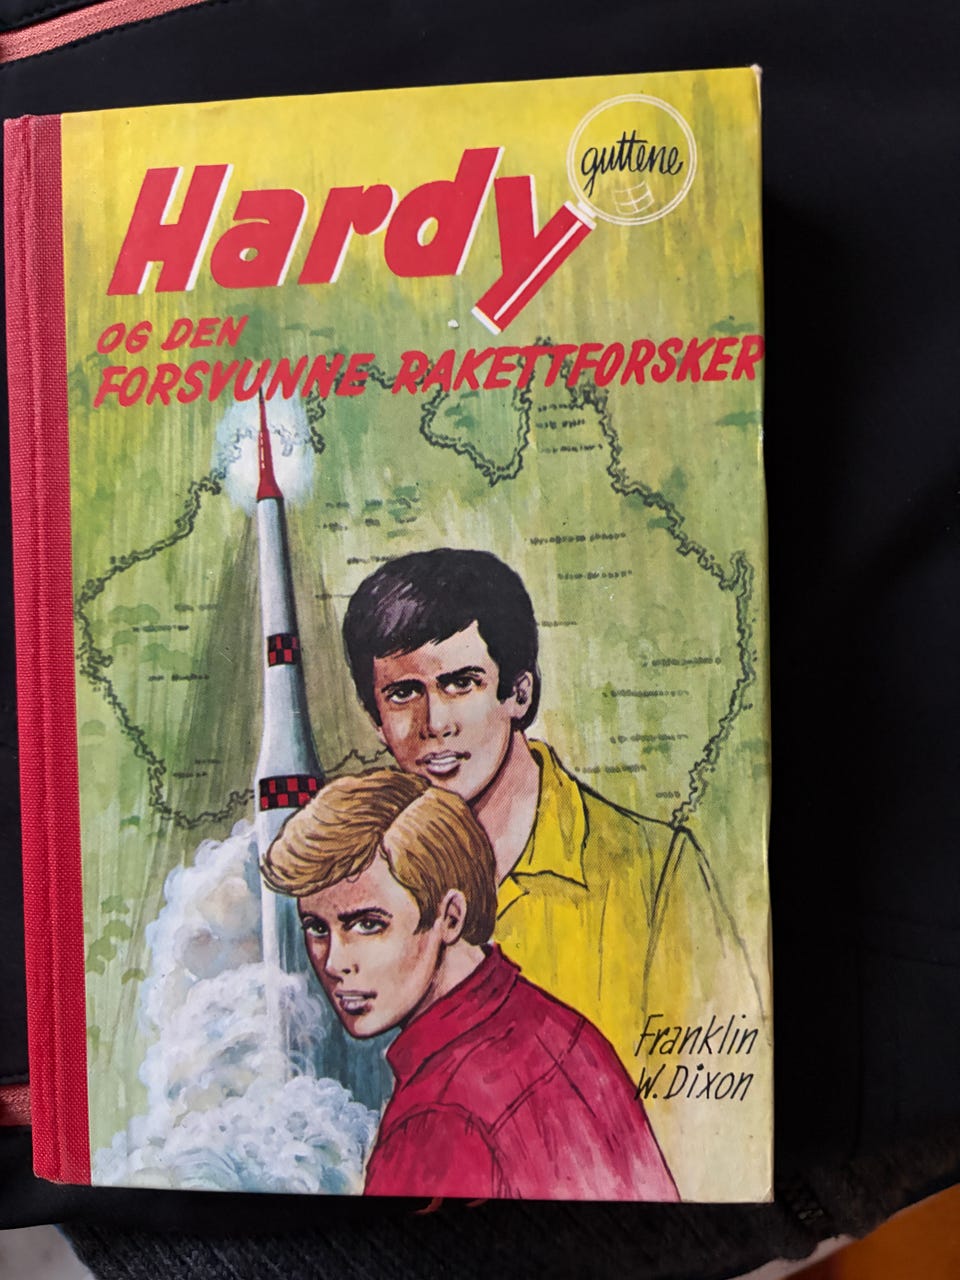 Hardy
guttene
OG DEN
FORSVUNNE RAKETTFORSKER
Franklin
W. Dixon